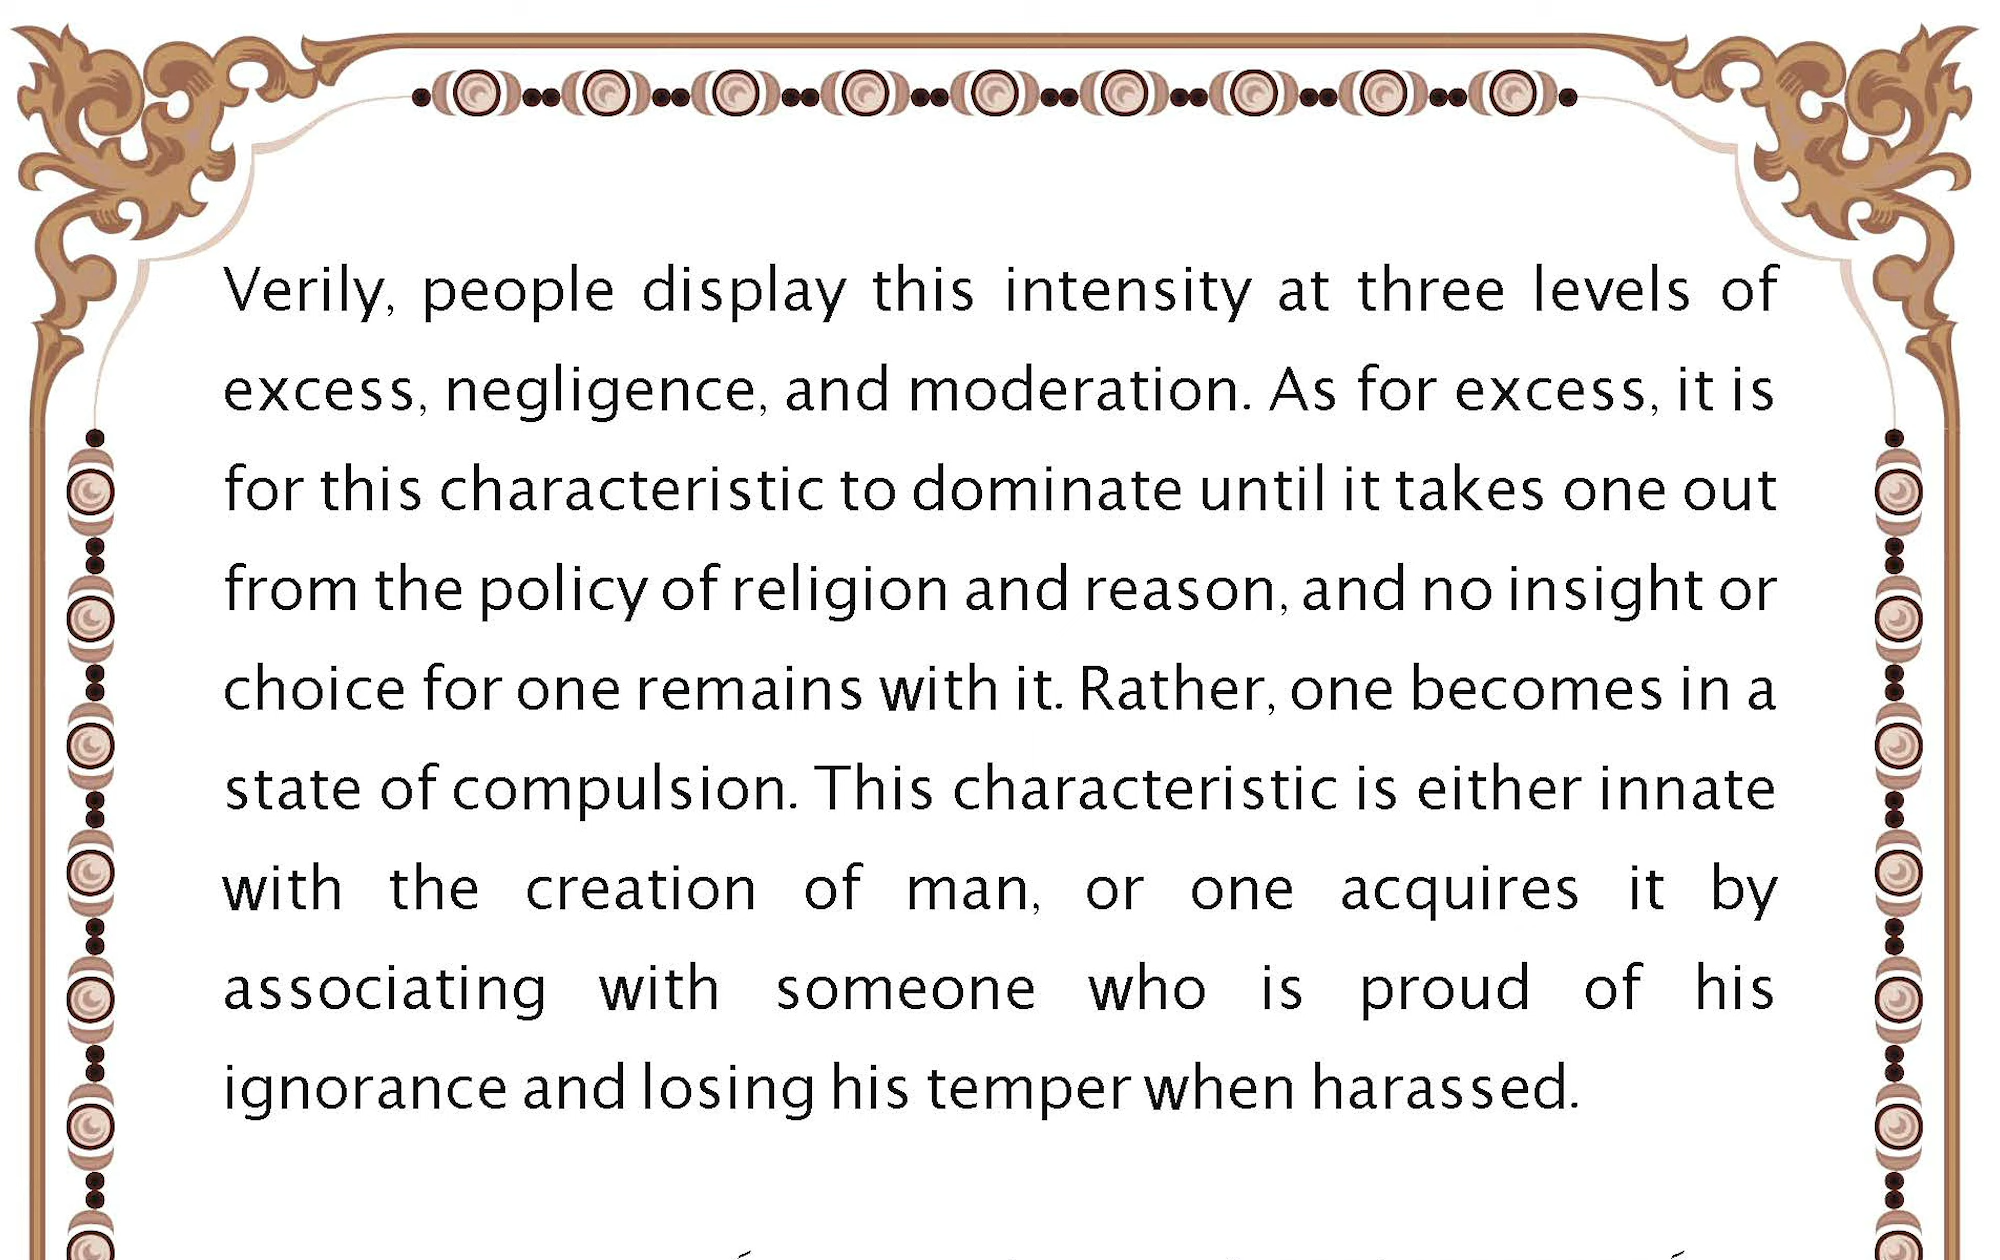 Verily, people display this intensity at three levels of
excess, negligence, and moderation. As for excess, it is
for this characteristic to dominate until it takes one out
from the policy of religion and reason, and no insight or
choice for one remains with it. Rather, one becomes in a
state of compulsion. This characteristic is either innate
with the creation of man, or one acquires it by
associating with someone who is proud of his
ignorance and losing his temper when harassed.